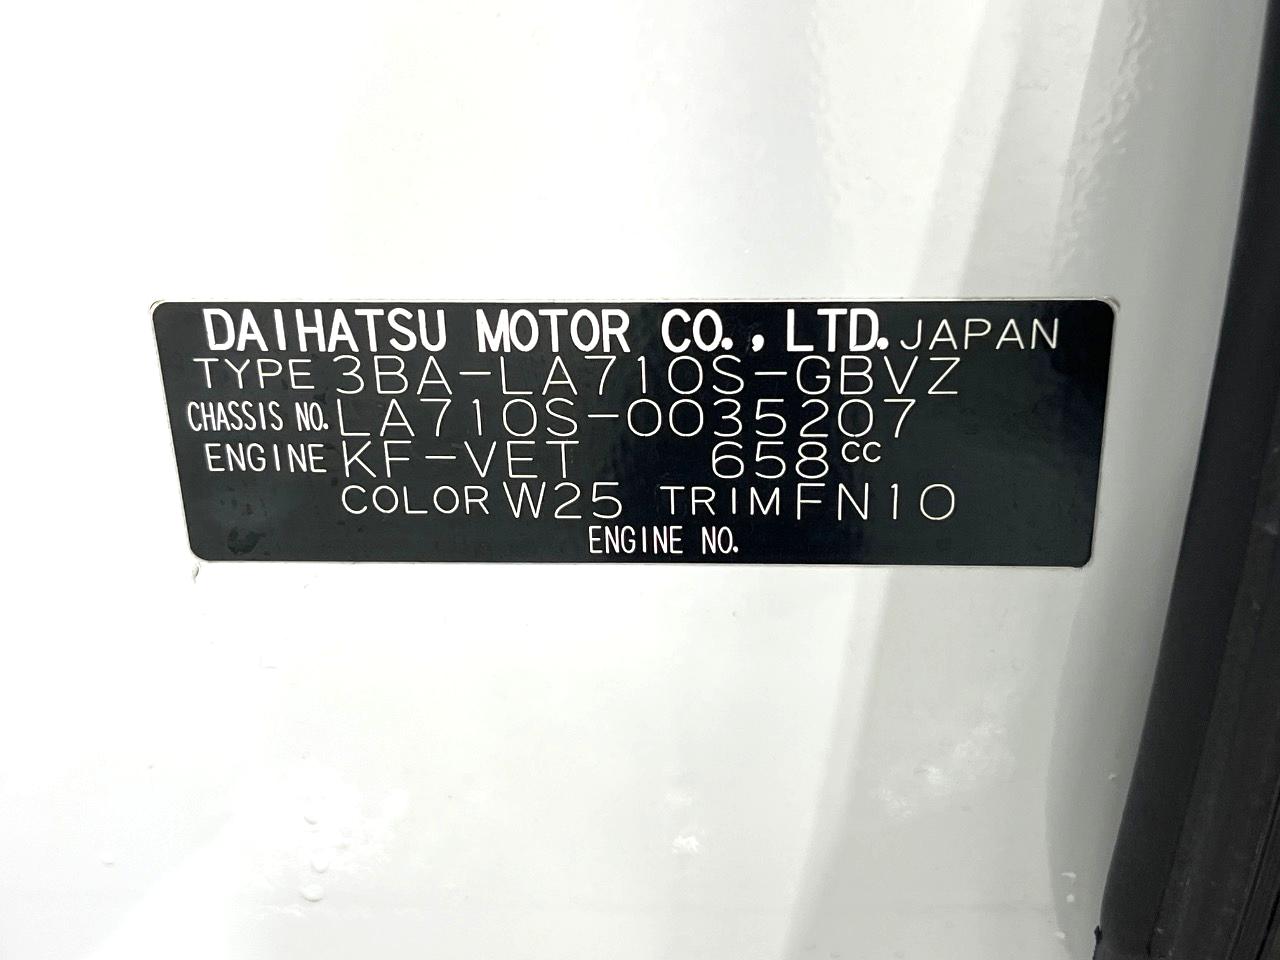 DAIHATSU MOTOR CO., LTD. JAPAN
TYPE 3BA-LA710S-GBVZ
CHASSIS NO. LA710S-0035207
ENGINE KF-VET 658CC
COLOR W25 TRIM FN10
ENGINE NO.